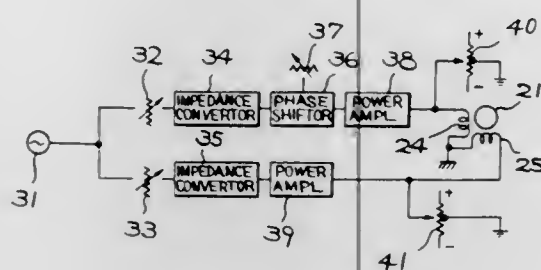 37
40
32
34
36
38
21
IMPEDANCE
CONVERTOR
PHASE
SHIFTOR
POWER
AMPL.
+
-
24
25
35
31
IMPEDANCE
CONVERTOR
POWER
AMPL.
33
39
+
-
41